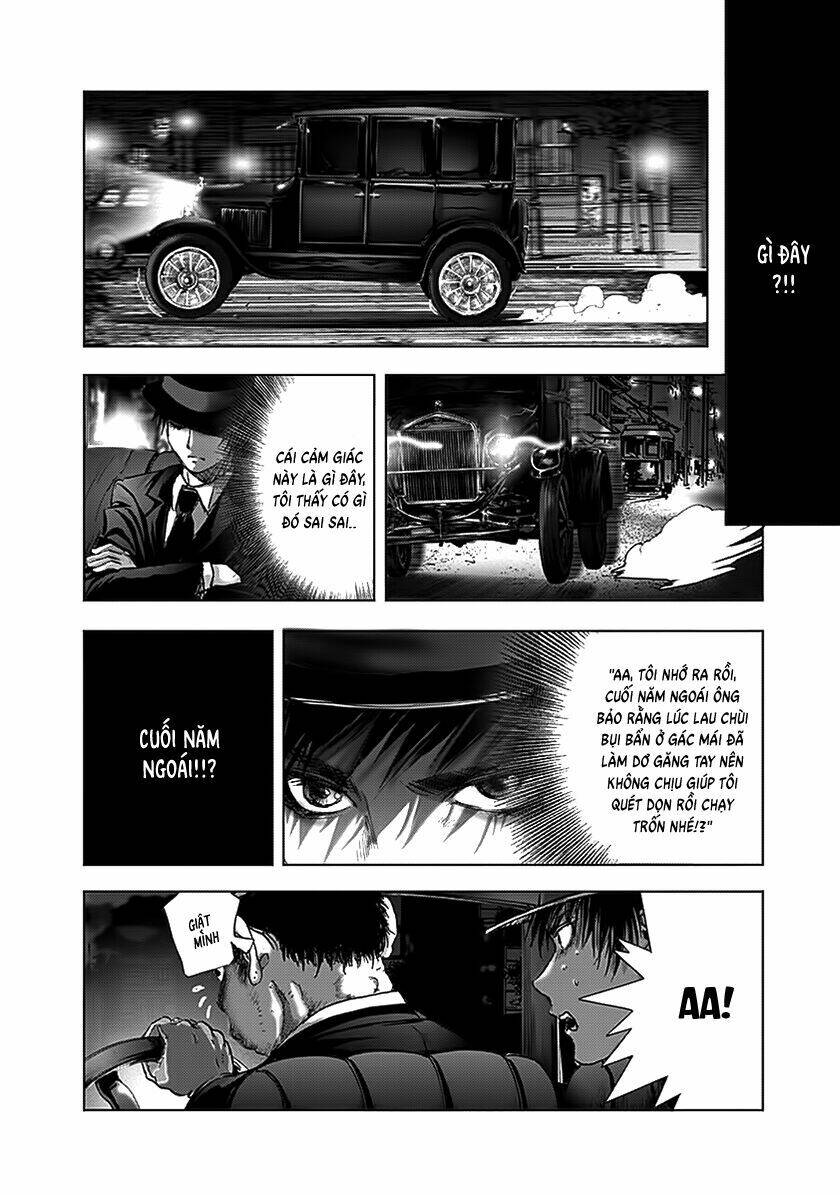 GÌ ĐÂY
?!!
CÁI CẢM GIÁC
NÀY LÀ GÌ ĐÂY,
TÔI THẤY CÓ GÌ
ĐÓ SAI SAI..
"AA, TÔI NHỚ RA RỒI,
CUỐI NĂM NGOÁI ÔNG
BẢO RẰNG LÚC LAU CHÙI
BỤI BẨN Ở GÁC MÁI ĐÃ
LÀM DƠ GĂNG TAY NÊN
KHÔNG CHỊU GIÚP TÔI
QUÉT DỌN RỒI CHẠY
TRỐN NHÉ!?"
CUỐI NĂM
NGOÁI!!?
AA!
GIẬT
MÌNH